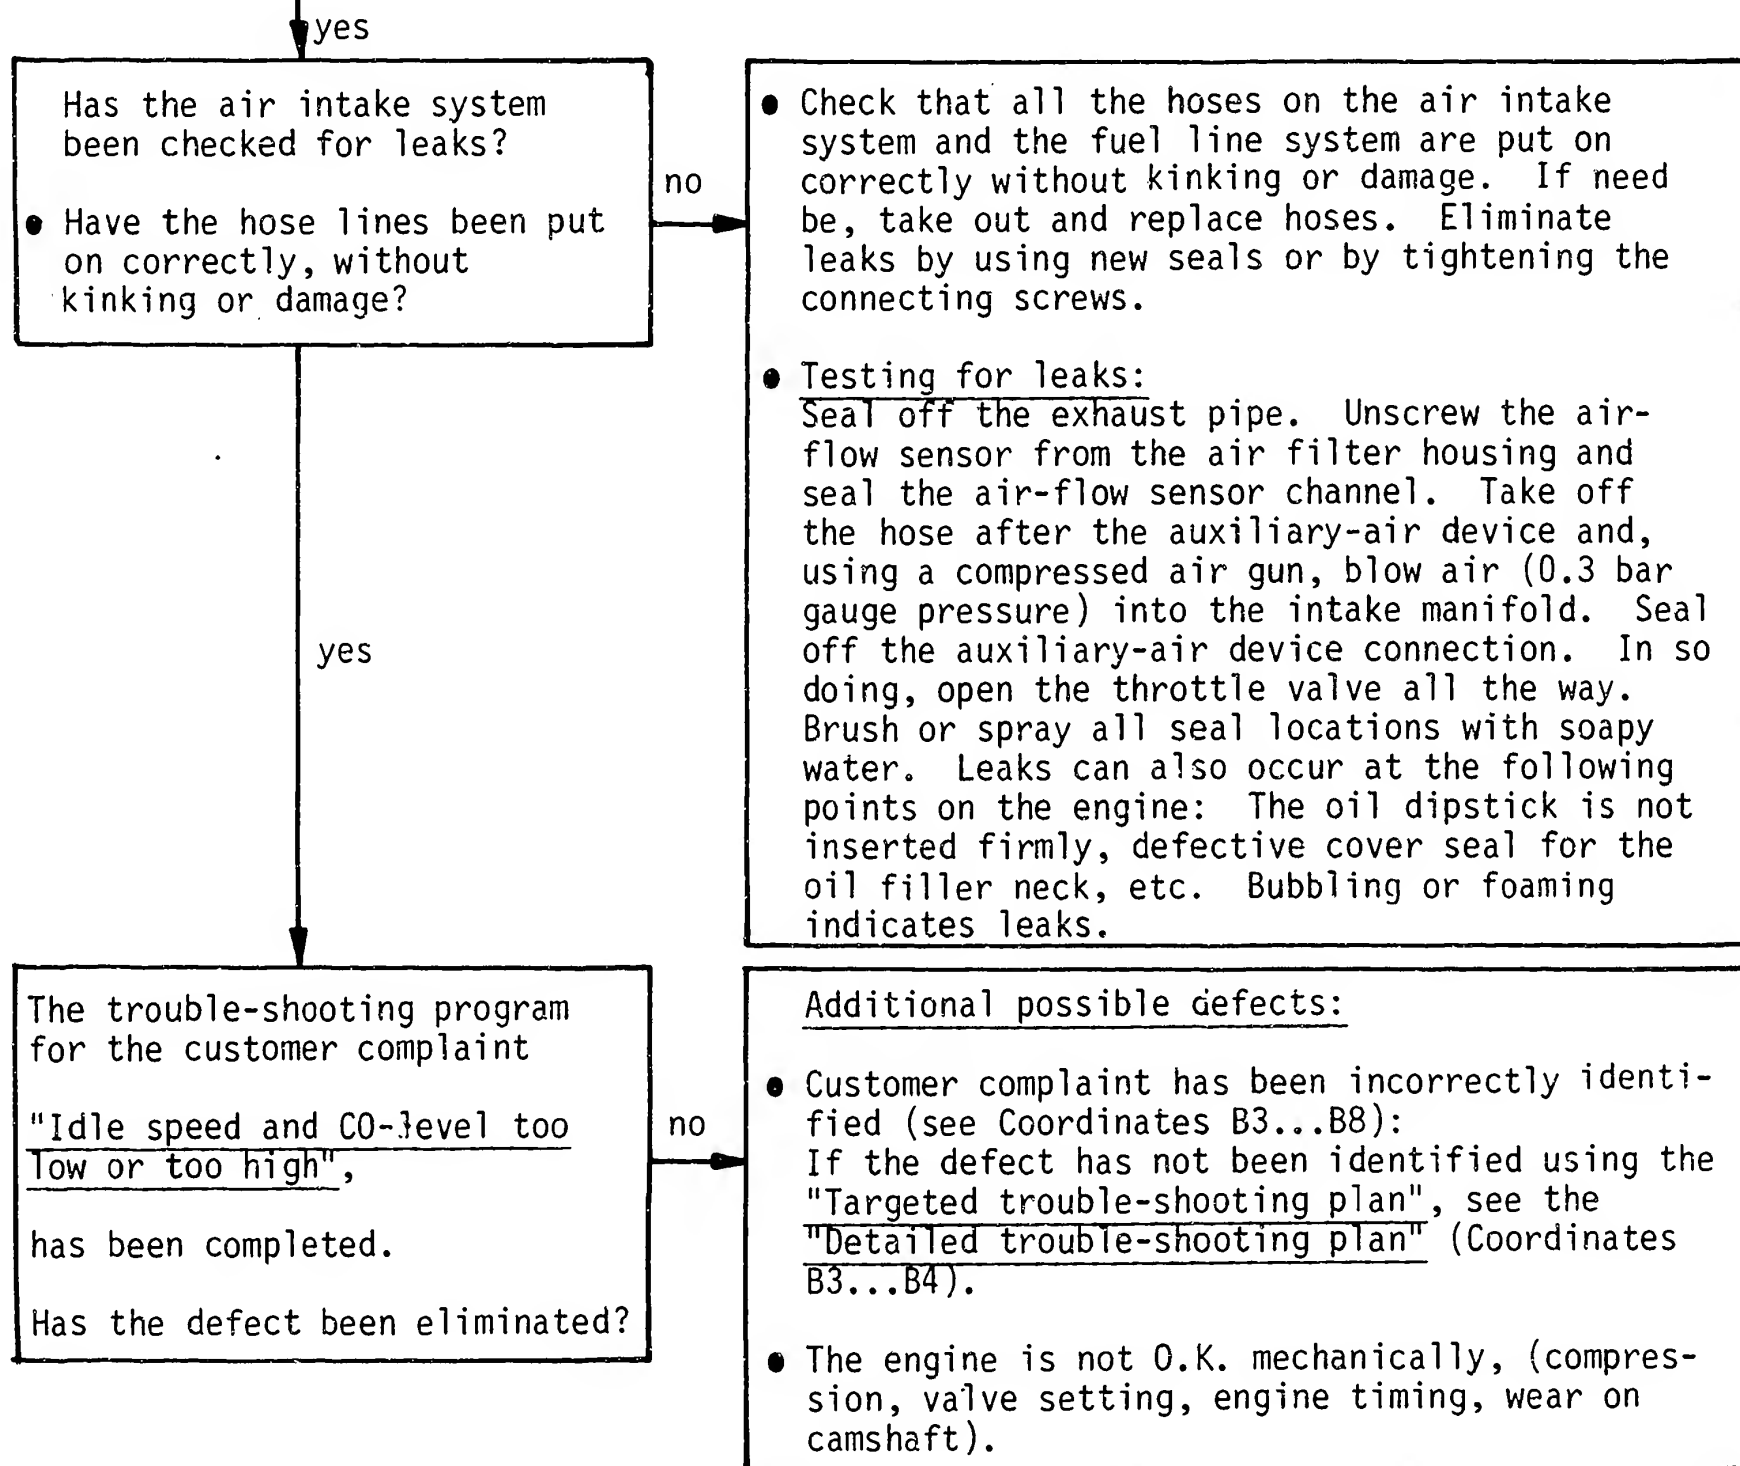 yes
Has the air intake system
been checked for leaks?
● Have the hose lines been put
on correctly, without
kinking or damage?
no
● Check that all the hoses on the air intake
system and the fuel line system are put on
correctly without kinking or damage. If need
be, take out and replace hoses. Eliminate
leaks by using new seals or by tightening the
connecting screws.
● Testing for leaks:
Seal off the exhaust pipe. Unscrew the air-
flow sensor from the air filter housing and
seal the air-flow sensor channel. Take off
the hose after the auxiliary-air device and,
using a compressed air gun, blow air (0.3 bar
gauge pressure) into the intake manifold. Seal
off the auxiliary-air device connection. In so
doing, open the throttle valve all the way.
Brush or spray all seal locations with soapy
water. Leaks can also occur at the following
points on the engine: The oil dipstick is not
inserted firmly, defective cover seal for the
oil filler neck, etc. Bubbling or foaming
indicates leaks.
yes
The trouble-shooting program
for the customer complaint
"Idle speed and CO-level too
low or too high",
has been completed.
Has the defect been eliminated?
no
Additional possible defects:
● Customer complaint has been incorrectly identi-
fied (see Coordinates B3...B8):
If the defect has not been identified using the
"Targeted trouble-shooting plan", see the
"Detailed trouble-shooting plan" (Coordinates
B3...B4).
● The engine is not O.K. mechanically, (compres-
sion, valve setting, engine timing, wear on
camshaft).